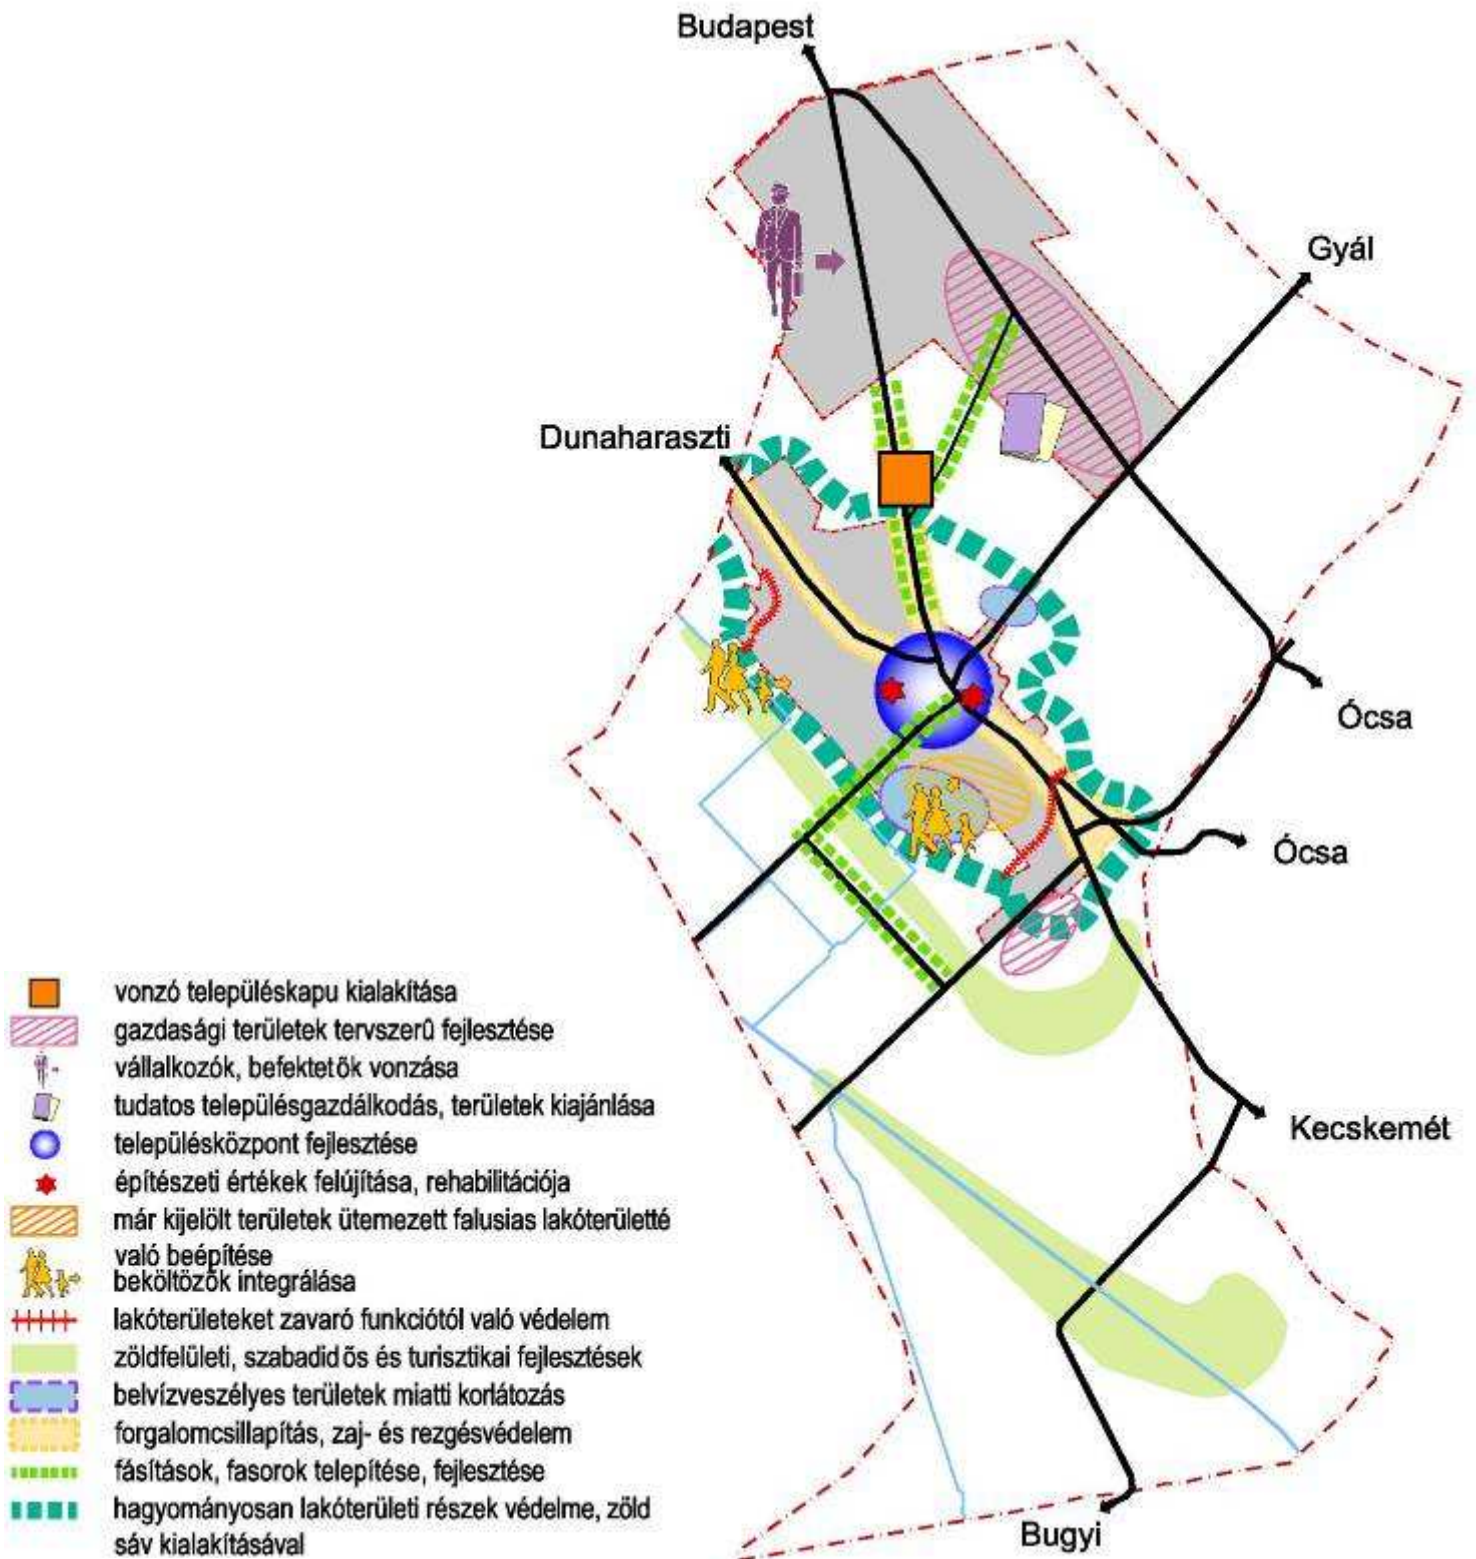 Budapest
Gyál
Dunaharaszti
Ócsa
Ócsa
Kecskemét
Bugyi
vonzó településkapu kialakítása
gazdasági területek tervszerû fejlesztése
vállalkozók, befektetők vonzása
tudatos településgazdálkodás, területek kiajánlása
településközpont fejlesztése
építészeti értékek felújítása, rehabilitációja
már kijelölt területek ütemezett falusias lakóterületté
való beépítése
beköltözők integrálása
lakóterületeket zavaró funkciótól való védelem
zöldfelületi, szabadidős és turisztikai fejlesztések
belvízveszélyes területek miatti korlátozás
forgalomcsillapítás, zaj- és rezgésvédelem
fásítások, fasorok telepítése, fejlesztése
hagyományosan lakóterületi részek védelme, zöld
sáv kialakításával